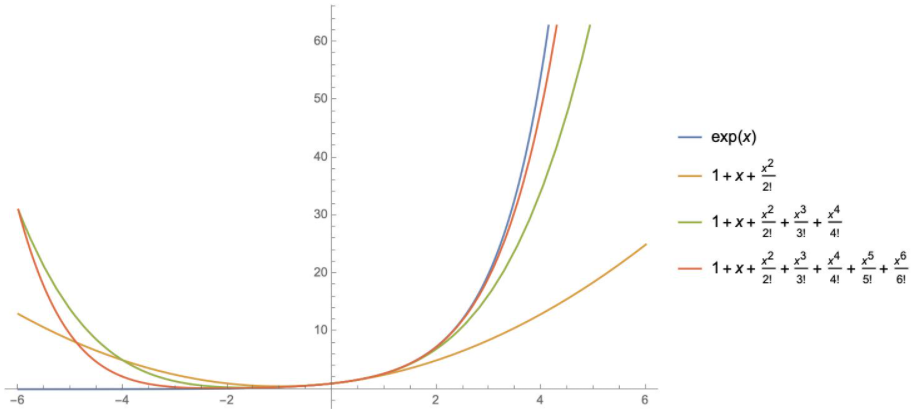 60
50
40
30
20
10
-6 -4 -2 2 4 6
exp(x)
1 + x + x²/2!
1 + x + x²/2! + x³/3! + x⁴/4!
1 + x + x²/2! + x³/3! + x⁴/4! + x⁵/5! + x⁶/6!